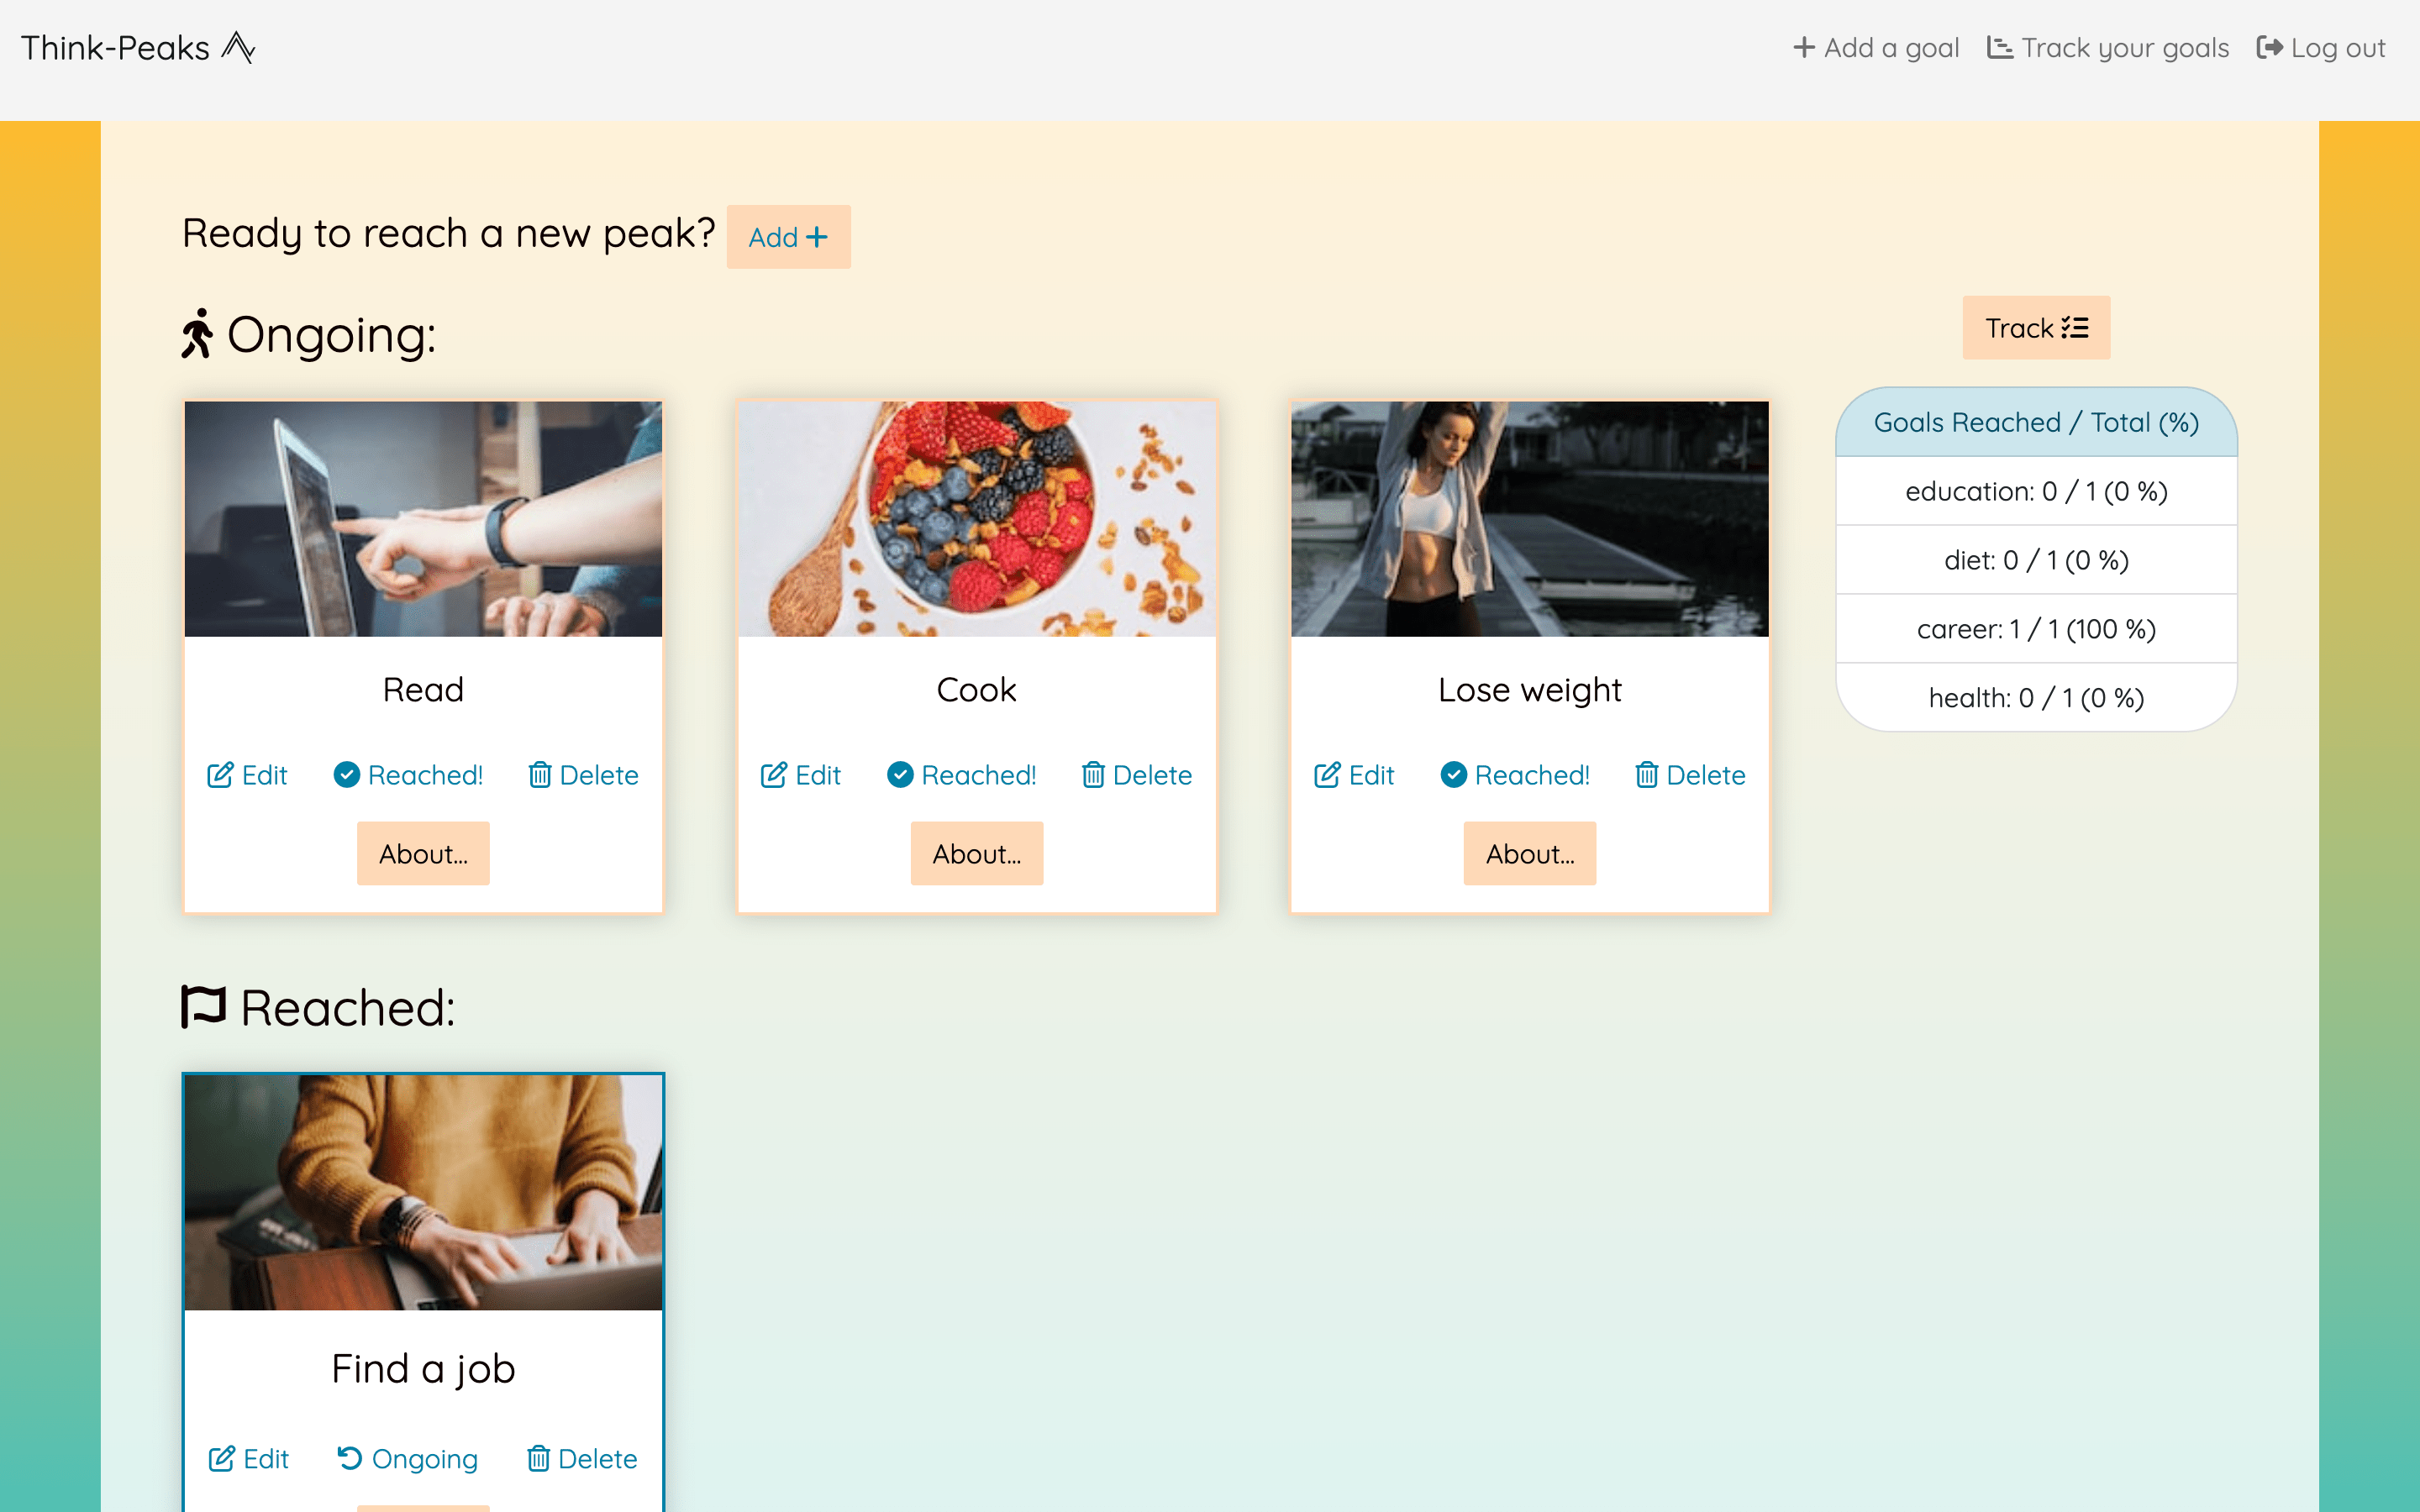 Think-Peaks
Add a goal Track your goals Log out
Ready to reach a new peak? Add
Ongoing:
Track
Read
Edit Reached! Delete
About...
Cook
Edit Reached! Delete
About...
Lose weight
Edit Reached! Delete
About...
Goals Reached / Total (%)
education: 0 / 1 (0 %)
diet: 0 / 1 (0 %)
career: 1 / 1 (100 %)
health: 0 / 1 (0 %)
Reached:
Find a job
Edit Ongoing Delete